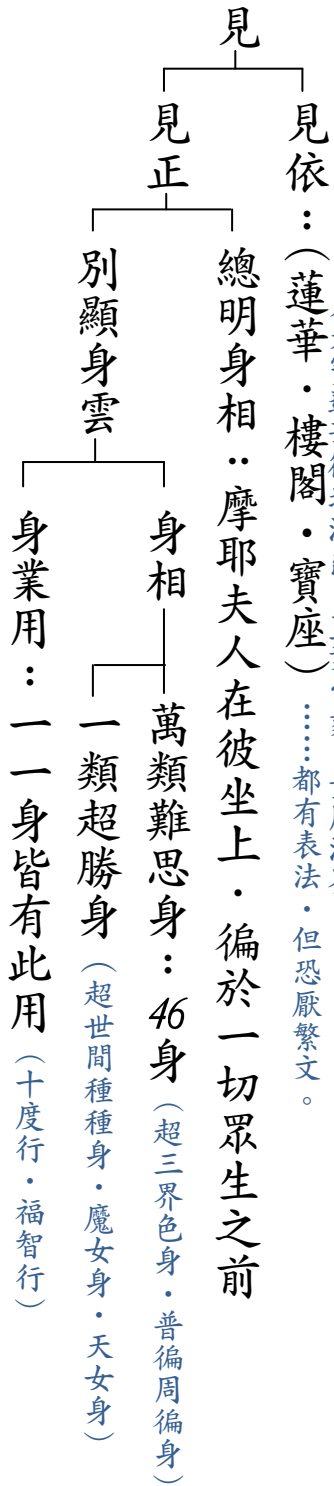 見
見依：（蓮華．樓閣．寶座）……都有表法．但恐厭繁文。
見正
總明身相：摩耶夫人在彼坐上．徧於一切眾生之前
別顯身雲
身相
萬類難思身：46身（超三界色身．普徧周徧身）
一類超勝身（超世間種種身．魔女身．天女身）
身業用：一一身皆有此用（十度行．福智行）